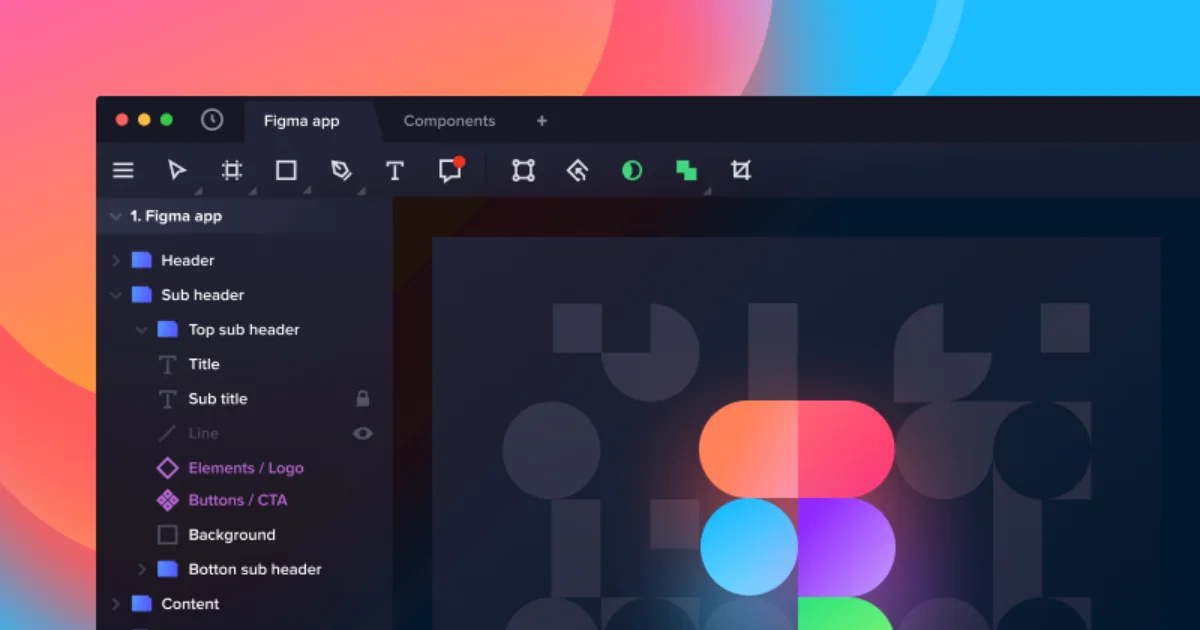 Figma app
Components
1. Figma app
Header
Sub header
Top sub header
Title
Sub title
Line
Elements / Logo
Buttons / CTA
Background
Botton sub header
Content